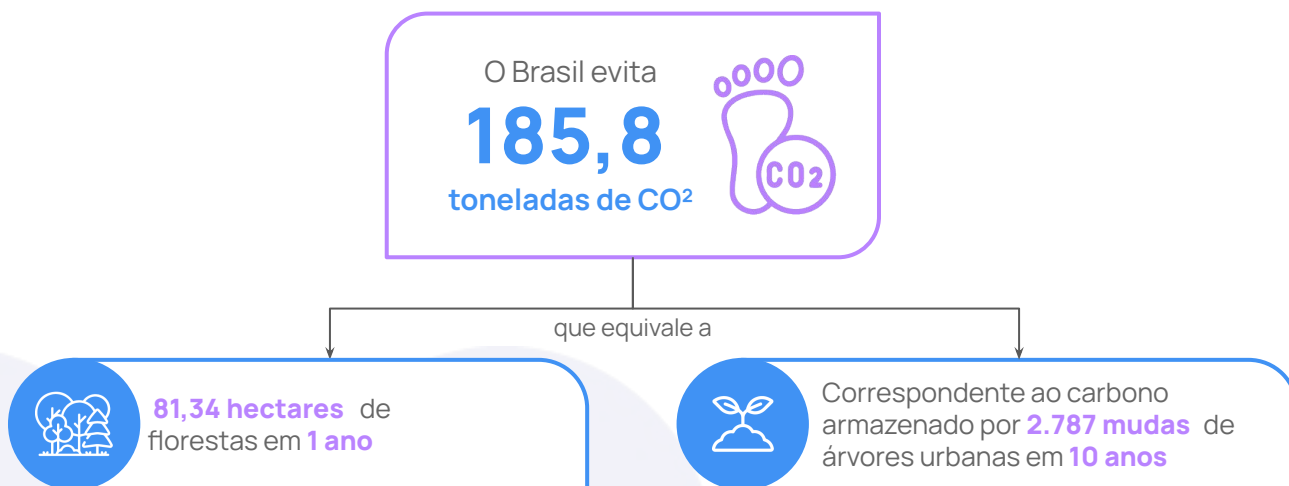 O Brasil evita
185,8
toneladas de CO²
CO2
que equivale a
81,34 hectares de
florestas em 1 ano
Correspondente ao carbono
armazenado por 2.787 mudas de
árvores urbanas em 10 anos